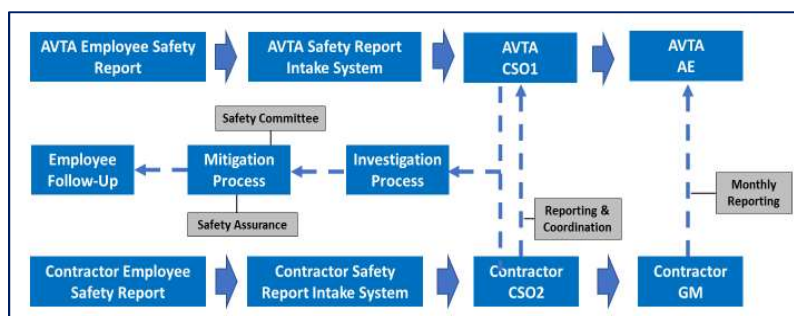 AVTA Employee Safety
Report
AVTA Safety Report
Intake System
AVTA
CSO1
AVTA
AE
Safety Committee
Employee
Follow-Up
Mitigation
Process
Investigation
Process
Monthly
Reporting
Reporting &
Coordination
Safety Assurance
Contractor Employee
Safety Report
Contractor Safety
Report Intake System
Contractor
CSO2
Contractor
GM